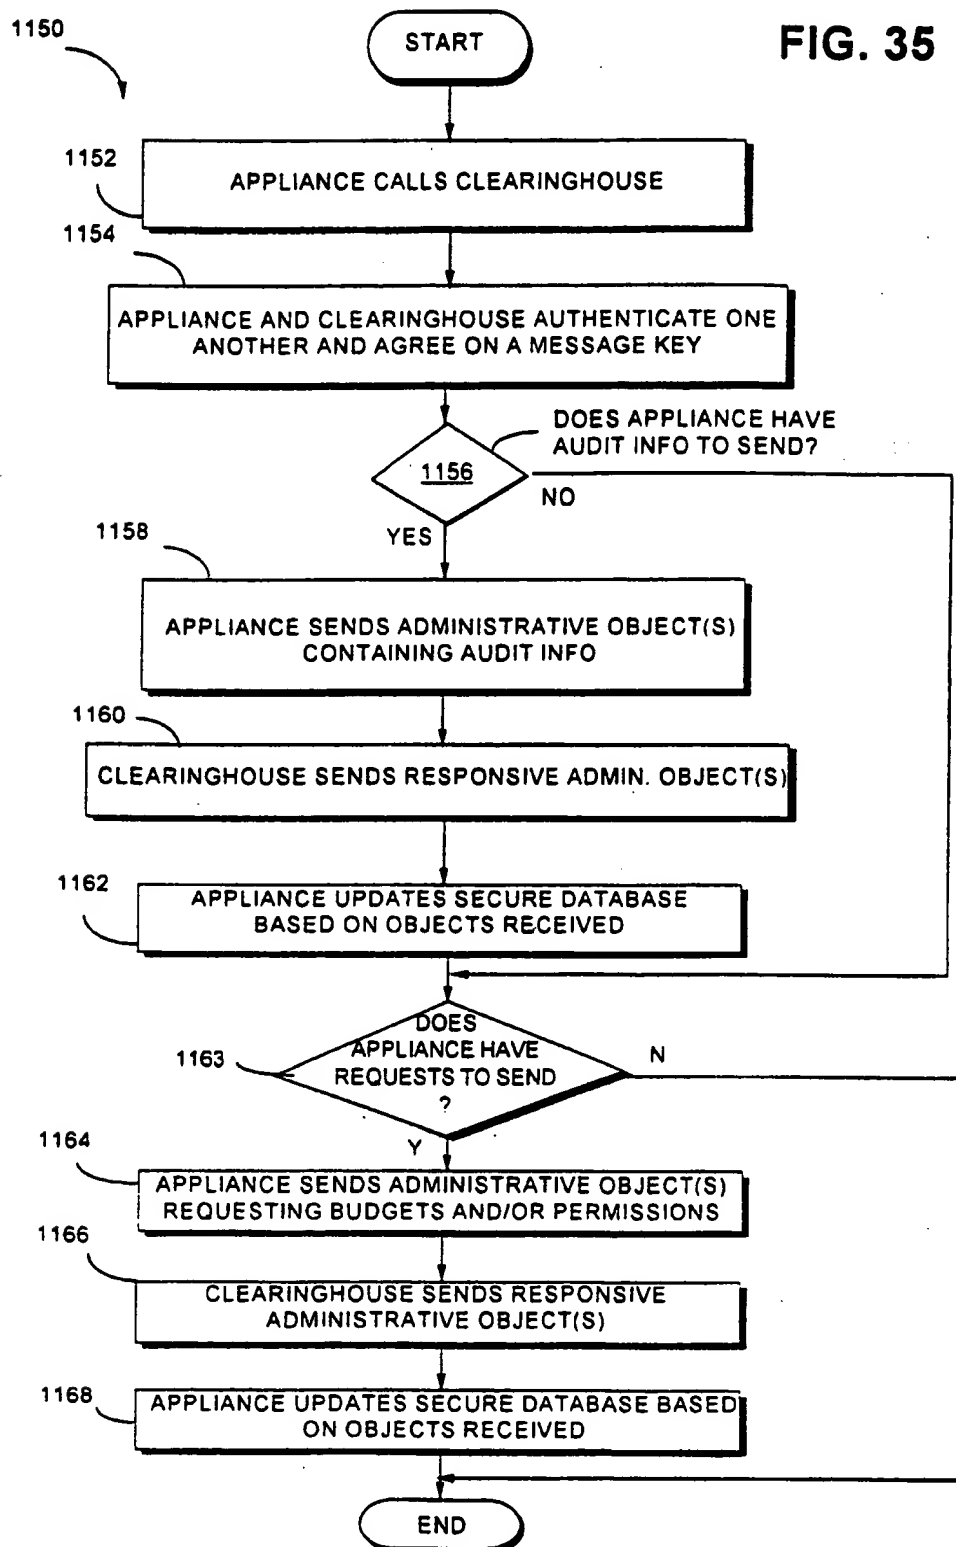 1150
START
FIG. 35
1152
APPLIANCE CALLS CLEARINGHOUSE
1154
APPLIANCE AND CLEARINGHOUSE AUTHENTICATE ONE
ANOTHER AND AGREE ON A MESSAGE KEY
DOES APPLIANCE HAVE
AUDIT INFO TO SEND?
1156
NO
YES
1158
APPLIANCE SENDS ADMINISTRATIVE OBJECT(S)
CONTAINING AUDIT INFO
1160
CLEARINGHOUSE SENDS RESPONSIVE ADMIN. OBJECT(S)
1162
APPLIANCE UPDATES SECURE DATABASE
BASED ON OBJECTS RECEIVED
1163
DOES
APPLIANCE HAVE
REQUESTS TO SEND
?
N
Y
1164
APPLIANCE SENDS ADMINISTRATIVE OBJECT(S)
REQUESTING BUDGETS AND/OR PERMISSIONS
1166
CLEARINGHOUSE SENDS RESPONSIVE
ADMINISTRATIVE OBJECT(S)
1168
APPLIANCE UPDATES SECURE DATABASE BASED
ON OBJECTS RECEIVED
END